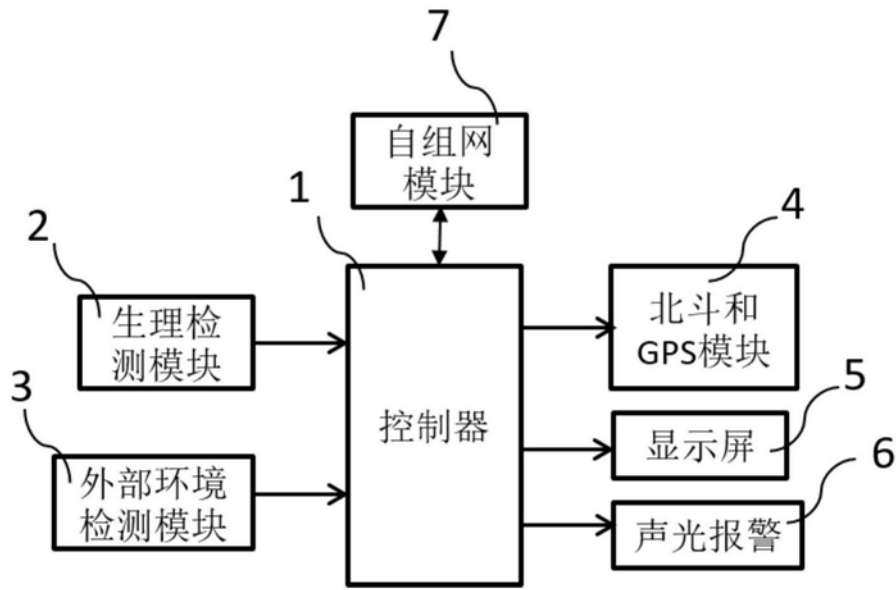 7
自组网
模块
1
2
生理检
测模块
3
外部环境
检测模块
控制器
4
北斗和
GPS模块
5
显示屏
6
声光报警